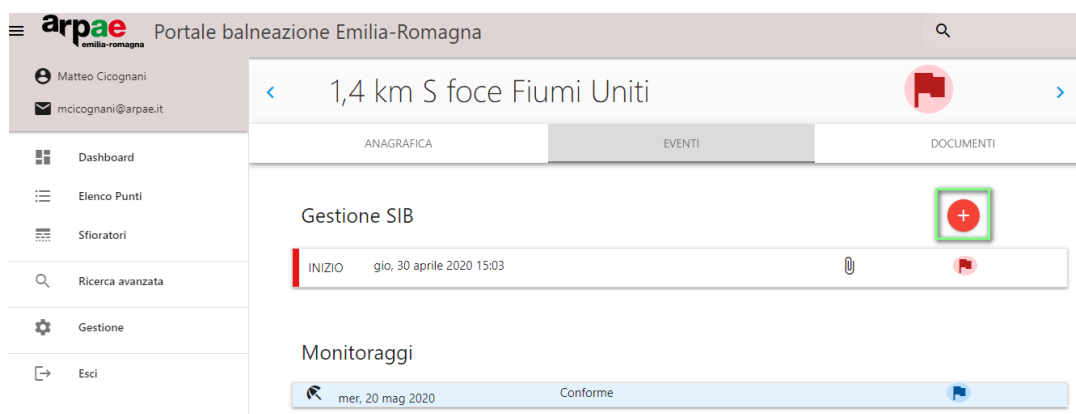 arpae
emilia-romagna
Portale balneazione Emilia-Romagna
Matteo Cicognani
mcicognani@arpae.it
Dashboard
Elenco Punti
Sfioratori
Ricerca avanzata
Gestione
Esci
1,4 km S foce Fiumi Uniti
ANAGRAFICA EVENTI DOCUMENTI
Gestione SIB
+
INIZIO gio, 30 aprile 2020 15:03
Monitoraggi
mer, 20 mag 2020 Conforme